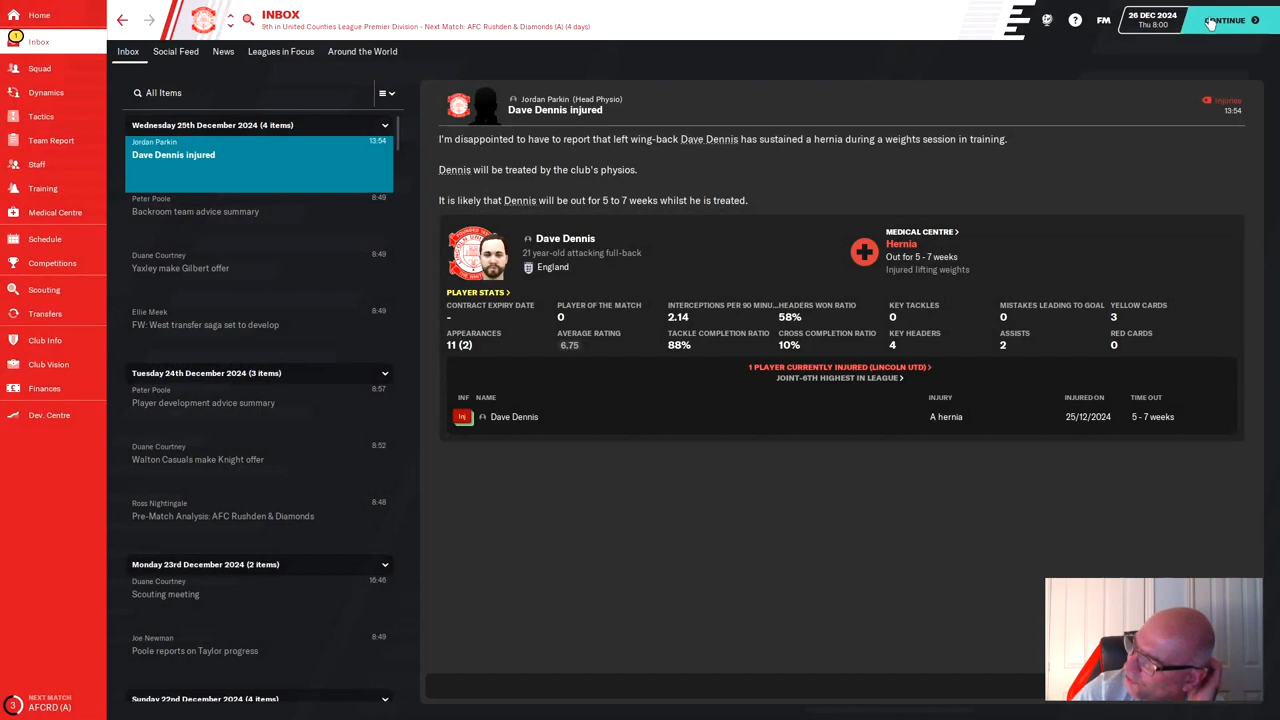 Home
1
Inbox
Squad
Dynamics
Tactics
Team Report
Staff
Training
Medical Centre
Schedule
Competitions
Scouting
Transfers
Club Info
Club Vision
Finances
Dev. Centre
3
NEXT MATCH
AFCRD (A)
INBOX
9th in United Counties League Premier Division - Next Match: AFC Rushden & Diamonds (A) (4 days)
?
FM
26 DEC 2024
Thu 8:00
CONTINUE
Inbox
Social Feed
News
Leagues in Focus
Around the World
All Items
Wednesday 25th December 2024 (4 items)
Jordan Parkin 13:54
Dave Dennis injured
Peter Poole 8:49
Backroom team advice summary
Duane Courtney 8:49
Yaxley make Gilbert offer
Ellie Meek 8:49
FW: West transfer saga set to develop
Tuesday 24th December 2024 (3 items)
Peter Poole 8:57
Player development advice summary
Duane Courtney 8:52
Walton Casuals make Knight offer
Ross Nightingale 8:48
Pre-Match Analysis: AFC Rushden & Diamonds
Monday 23rd December 2024 (2 items)
Duane Courtney 16:46
Scouting meeting
Joe Newman 8:49
Poole reports on Taylor progress
Sunday 22nd December 2024 (4 items)
Jordan Parkin (Head Physio)
Dave Dennis injured
Injuries
13:54
I'm disappointed to have to report that left wing-back Dave Dennis has sustained a hernia during a weights session in training.
Dennis will be treated by the club's physios.
It is likely that Dennis will be out for 5 to 7 weeks whilst he is treated.
Dave Dennis
21 year-old attacking full-back
England
MEDICAL CENTRE
Hernia
Out for 5 - 7 weeks
Injured lifting weights
PLAYER STATS
CONTRACT EXPIRY DATE PLAYER OF THE MATCH INTERCEPTIONS PER 90 MINU... HEADERS WON RATIO KEY TACKLES MISTAKES LEADING TO GOAL YELLOW CARDS
- 0 2.14 58% 0 0 3
APPEARANCES AVERAGE RATING TACKLE COMPLETION RATIO CROSS COMPLETION RATIO KEY HEADERS ASSISTS RED CARDS
11 (2) 6.75 88% 10% 4 2 0
1 PLAYER CURRENTLY INJURED (LINCOLN UTD)
JOINT-6TH HIGHEST IN LEAGUE
INF NAME INJURY INJURED ON TIME OUT
Inj Dave Dennis A hernia 25/12/2024 5 - 7 weeks